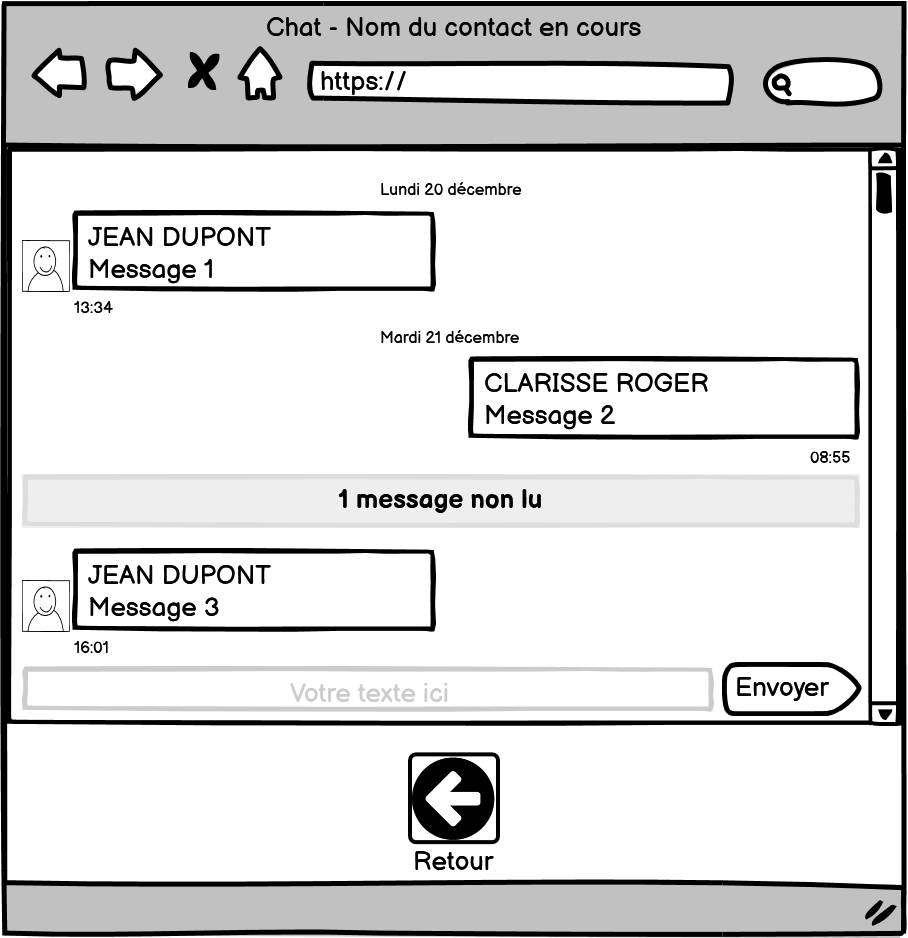 Chat - Nom du contact en cours
https://
Lundi 20 décembre
JEAN DUPONT
Message 1
13:34
Mardi 21 décembre
CLARISSE ROGER
Message 2
08:55
1 message non lu
JEAN DUPONT
Message 3
16:01
Votre texte ici
Envoyer
Retour